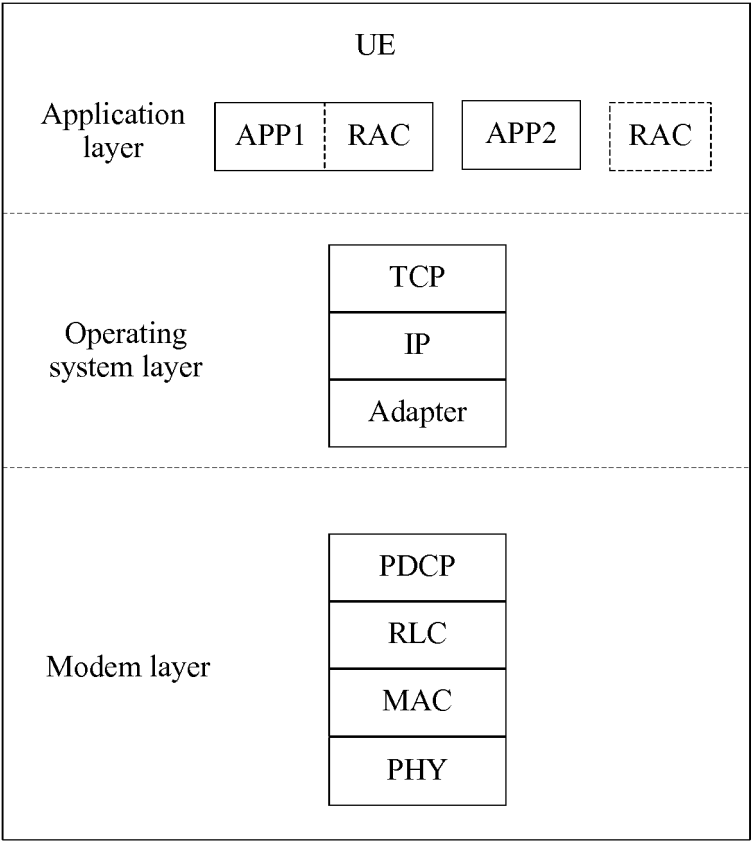 UE
Application
layer
APP1 RAC APP2 RAC
TCP
Operating
system layer
IP
Adapter
PDCP
RLC
Modem layer
MAC
PHY